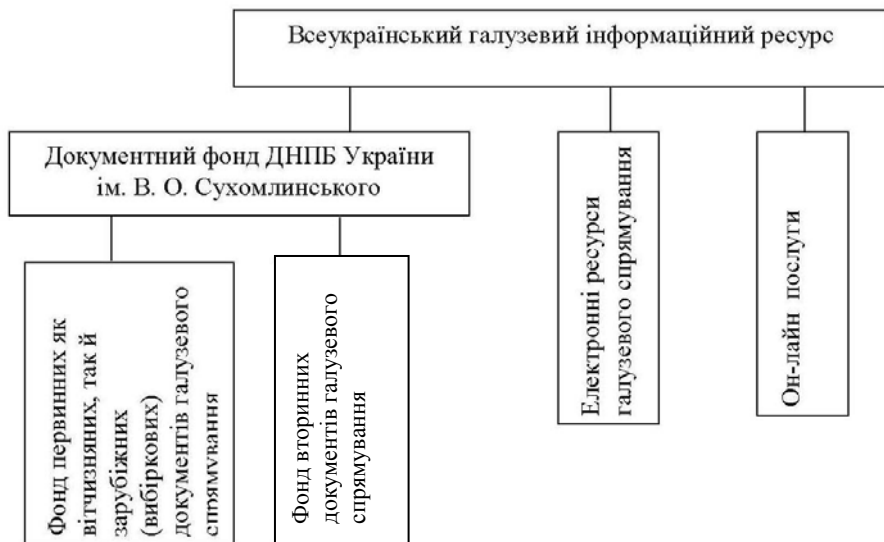 Всеукраїнський галузевий інформаційний ресурс
Документний фонд ДНПБ України
ім. В. О. Сухомлинського
Фонд первинних як
вітчизняних, так й
зарубіжних
(вибіркових)
документів галузевого
спрямування
Фонд вторинних
документів галузевого
спрямування
Електронні ресурси
галузевого спрямування
Он-лайн послуги